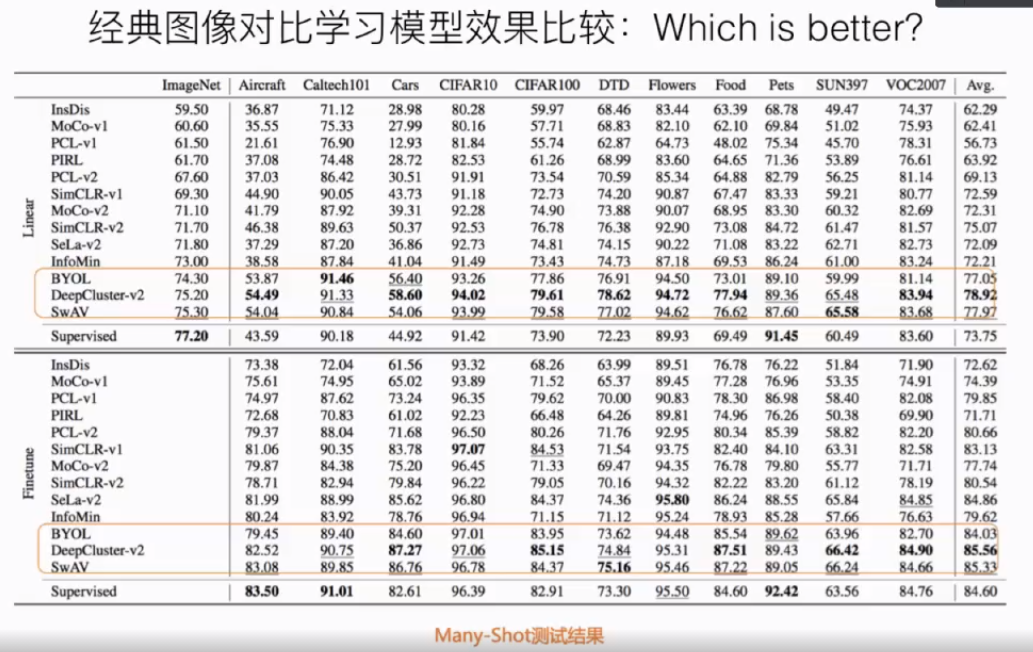 经典图像对比学习模型效果比较：Which is better?
ImageNet Aircraft Caltech101 Cars CIFAR10 CIFAR100 DTD Flowers Food Pets SUN397 VOC2007 Avg.
Linear
InsDis 59.50 36.87 71.12 28.98 80.28 59.97 68.46 83.44 63.39 68.78 49.47 74.37 62.29
MoCo-v1 60.60 35.55 75.33 27.99 80.16 57.71 68.83 82.10 62.10 69.84 51.02 75.93 62.41
PCL-v1 61.50 21.61 76.90 12.93 81.84 55.74 62.87 64.73 48.02 75.34 45.70 78.31 56.73
PIRL 61.70 37.08 74.48 28.72 82.53 61.26 68.99 83.60 64.65 71.36 53.89 76.61 63.92
PCL-v2 67.60 37.03 86.42 30.51 91.91 73.54 70.59 85.34 64.88 82.79 56.25 81.14 69.13
SimCLR-v1 69.30 44.90 90.05 43.73 91.18 72.73 74.20 90.87 67.47 83.33 59.21 80.77 72.59
MoCo-v2 71.10 41.79 87.92 39.31 92.28 74.90 73.88 90.07 68.95 83.30 60.32 82.69 72.31
SimCLR-v2 71.70 46.38 89.63 50.37 92.53 76.78 76.38 92.90 73.08 84.72 61.47 81.57 75.07
SeLa-v2 71.80 37.29 87.20 36.86 92.73 74.81 74.15 90.22 71.08 83.22 62.71 82.73 72.09
InfoMin 73.00 38.58 87.84 41.04 91.49 73.43 74.73 87.18 69.53 86.24 61.00 83.24 72.21
BYOL 74.30 53.87 91.46 56.40 93.26 77.86 76.91 94.50 73.01 89.10 59.99 81.14 77.05
DeepCluster-v2 75.20 54.49 91.33 58.60 94.02 79.61 78.62 94.72 77.94 89.36 65.48 83.94 78.92
SwAV 75.30 54.04 90.84 54.06 93.99 79.58 77.02 94.62 76.62 87.60 65.58 83.68 77.97
Supervised 77.20 43.59 90.18 44.92 91.42 73.90 72.23 89.93 69.49 91.45 60.49 83.60 73.75
Finetune
InsDis 73.38 72.04 61.56 93.32 68.26 63.99 89.51 76.78 76.22 51.84 71.90 72.62
MoCo-v1 75.61 74.95 65.02 93.89 71.52 65.37 89.45 77.28 76.96 53.35 74.91 74.39
PCL-v1 74.97 87.62 73.24 96.35 79.62 70.00 90.83 78.30 86.98 58.40 82.08 79.85
PIRL 72.68 70.83 61.02 92.23 66.48 64.26 89.81 74.96 76.26 50.38 69.90 71.71
PCL-v2 79.37 88.04 71.68 96.50 80.26 71.76 92.95 80.34 85.39 58.82 82.20 80.66
SimCLR-v1 81.06 90.35 83.78 97.07 84.53 71.54 93.75 82.40 84.10 63.31 82.58 83.13
MoCo-v2 79.87 84.38 75.20 96.45 71.33 69.47 94.35 76.78 79.80 55.77 71.71 77.74
SimCLR-v2 78.71 82.94 79.84 96.22 79.05 70.16 94.32 82.22 83.20 61.12 78.19 80.54
SeLa-v2 81.99 88.99 85.62 96.80 84.37 74.36 95.80 86.24 88.55 65.84 84.85 84.86
InfoMin 80.24 83.92 78.76 96.94 71.15 71.12 95.24 78.93 85.28 57.66 76.63 79.62
BYOL 79.45 89.40 84.60 97.01 83.95 73.62 94.48 85.54 89.62 63.96 82.70 84.03
DeepCluster-v2 82.52 90.75 87.27 97.06 85.15 74.84 95.31 87.51 89.43 66.42 84.90 85.56
SwAV 83.08 89.85 86.76 96.78 84.37 75.16 95.46 87.22 89.05 66.24 84.66 85.33
Supervised 83.50 91.01 82.61 96.39 82.91 73.30 95.50 84.60 92.42 63.56 84.76 84.60
Many-Shot测试结果